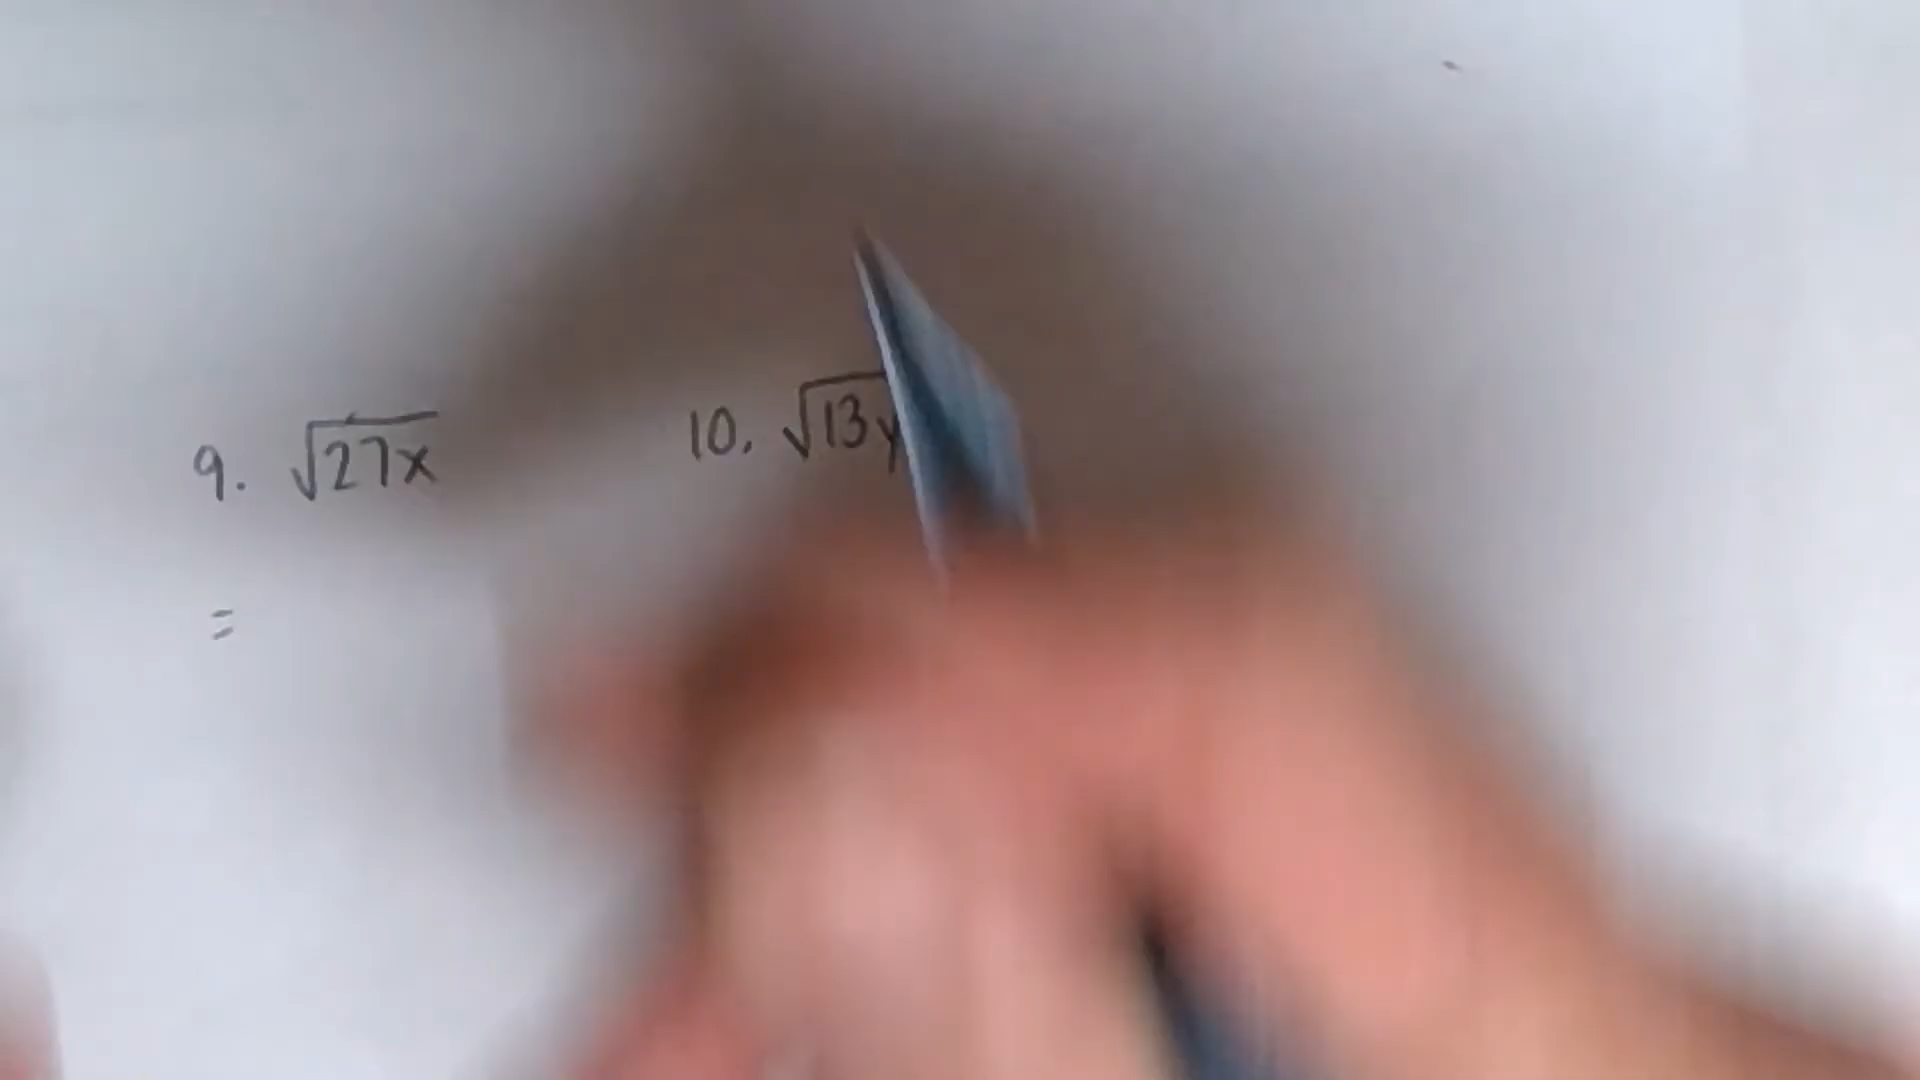 9. √27x
10. √13y
=